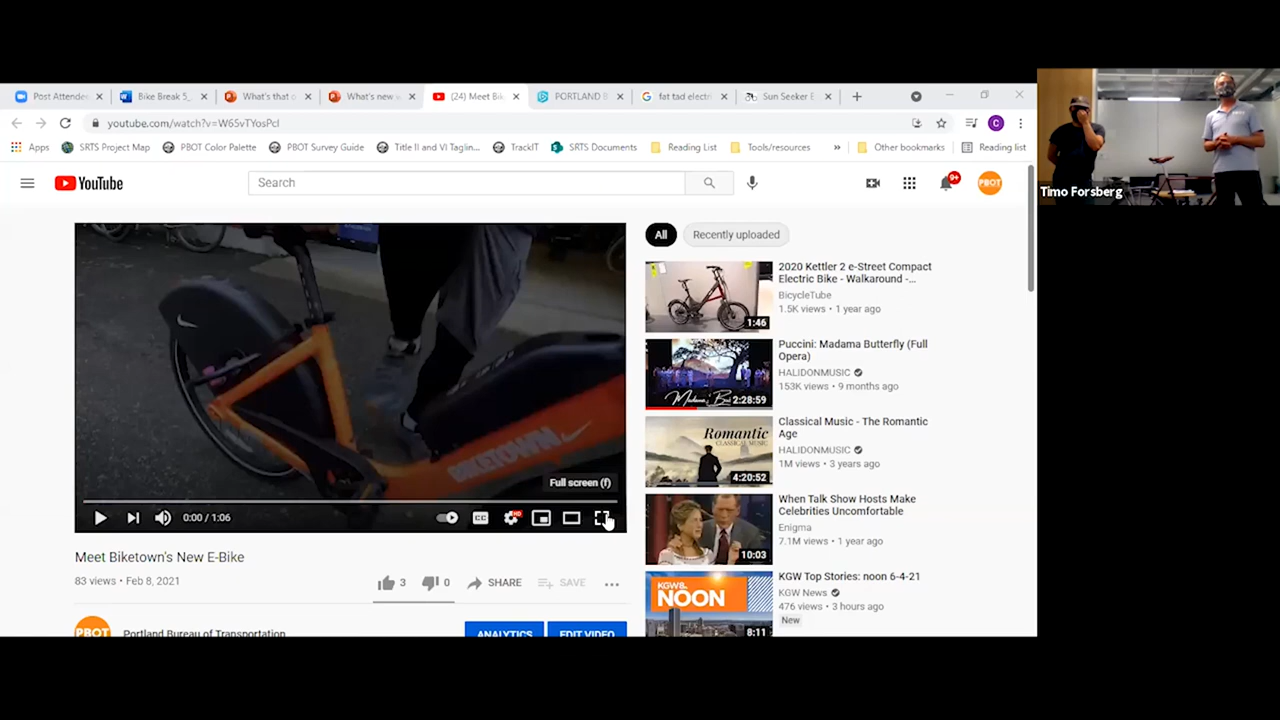 Post Attende
Bike Break 5_
What's that o
What's new
(24) Meet Bik
PORTLAND B
fat tad electr
Sun Seeker E
youtube.com/watch?v=W65vTYosPcI
Apps
SRTS Project Map
PBOT Color Palette
PBOT Survey Guide
Title II and VI Taglin...
TrackIT
SRTS Documents
Reading List
Tools/resources
»
Other bookmarks
Reading list
YouTube
Search
9+
PBOT
Timo Forsberg
All
Recently uploaded
BIKETOWN
Full screen (f)
0:00 / 1:06
CC
HD
Meet Biketown's New E-Bike
83 views • Feb 8, 2021
3
0
SHARE
SAVE
...
PBOT
Portland Bureau of Transportation
ANALYTICS
EDIT VIDEO
1:46
2020 Kettler 2 e-Street Compact
Electric Bike - Walkaround -...
BicycleTube
1.5K views • 1 year ago
2:28:59
Puccini: Madama Butterfly (Full
Opera)
HALIDONMUSIC
153K views • 9 months ago
Romantic
CLASSICAL MUSIC
4:20:52
Classical Music - The Romantic
Age
HALIDONMUSIC
1M views • 3 years ago
10:03
When Talk Show Hosts Make
Celebrities Uncomfortable
Enigma
7.1M views • 1 year ago
KGW8
NOON
8:11
KGW Top Stories: noon 6-4-21
KGW News
476 views • 3 hours ago
New